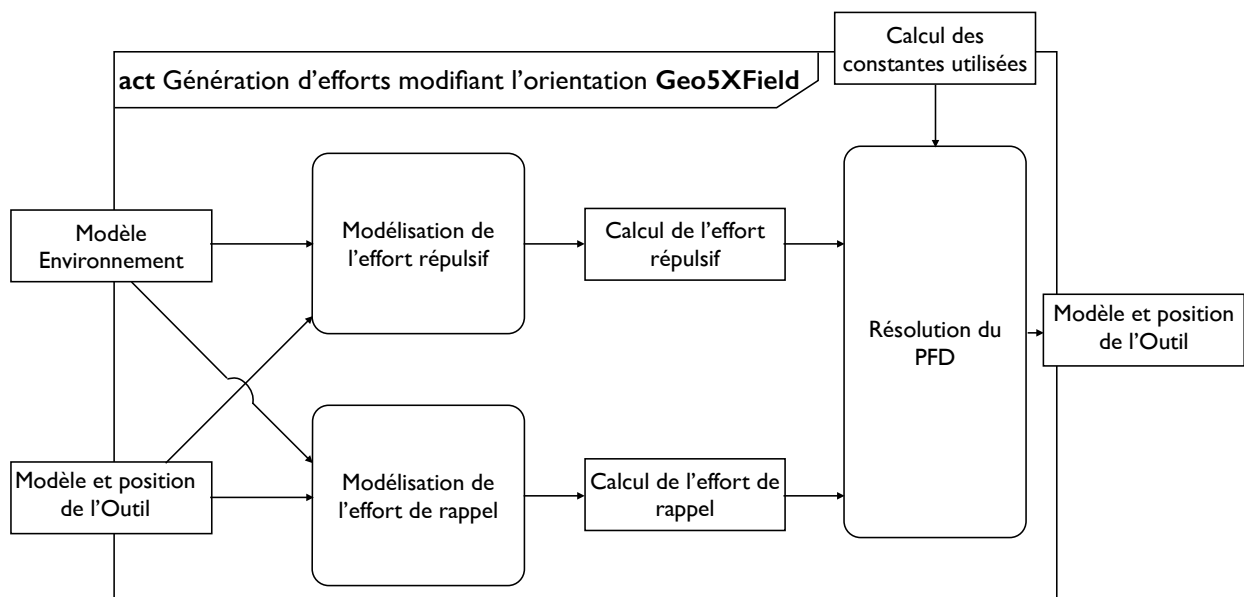 Calcul des
constantes utilisées
act Génération d'efforts modifiant l'orientation Geo5XField
Modèle
Environnement
Modélisation de
l'effort répulsif
Calcul de l'effort
répulsif
Résolution du
PFD
Modèle et position
de l'Outil
Modèle et position
de l'Outil
Modélisation de
l'effort de rappel
Calcul de l'effort de
rappel